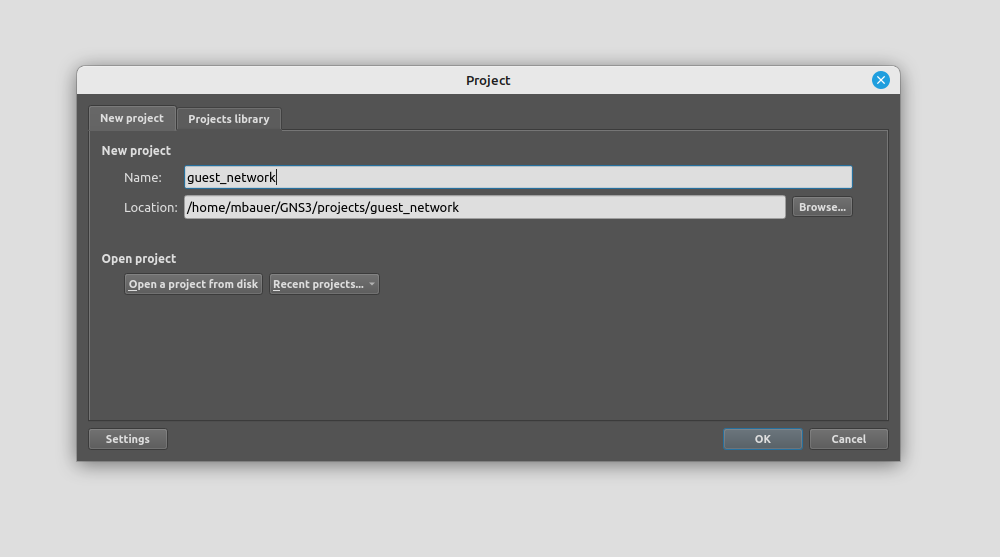 Project
New project Projects library
New project
Name: guest_network
Location: /home/mbauer/GNS3/projects/guest_network Browse...
Open project
Open a project from disk Recent projects...
Settings OK Cancel